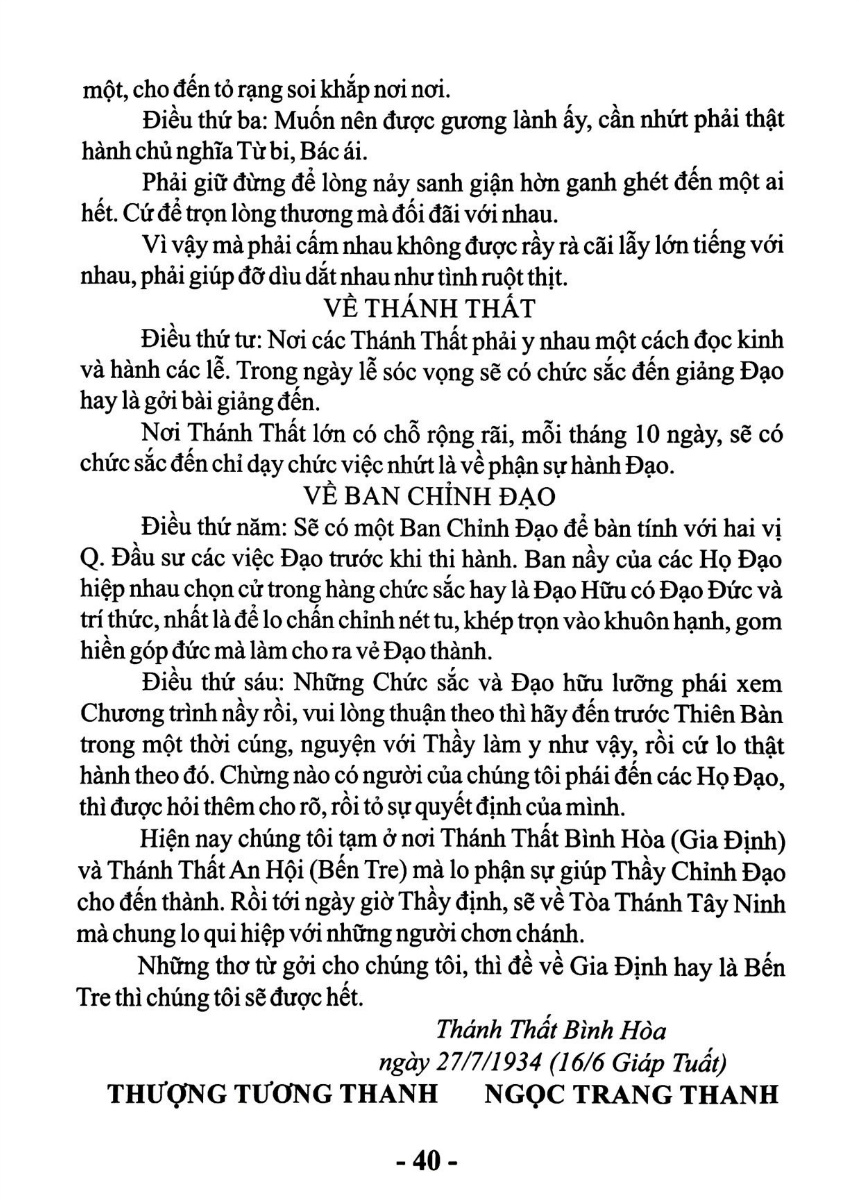 một, cho đến tỏ rạng soi khắp nơi nơi.
Điều thứ ba: Muốn nên được gương lành ấy, cần nhứt phải thật
hành chủ nghĩa Từ bi, Bác ái.
Phải giữ đừng để lòng nảy sanh giận hờn ganh ghét đến một ai
hết. Cứ để trọn lòng thương mà đối đãi với nhau.
Vì vậy mà phải cấm nhau không được rầy rà cãi lẫy lớn tiếng với
nhau, phải giúp đỡ dìu dắt nhau như tình ruột thịt.
VỀ THÁNH THẤT
Điều thứ tư: Nơi các Thánh Thất phải y nhau một cách đọc kinh
và hành các lễ. Trong ngày lễ sóc vọng sẽ có chức sắc đến giảng Đạo
hay là gởi bài giảng đến.
Nơi Thánh Thất lớn có chỗ rộng rãi, mỗi tháng 10 ngày, sẽ có
chức sắc đến chỉ dạy chức việc nhứt là về phận sự hành Đạo.
VỀ BAN CHỈNH ĐẠO
Điều thứ năm: Sẽ có một Ban Chỉnh Đạo để bàn tính với hai vị
Q. Đầu sư các việc Đạo trước khi thi hành. Ban nầy của các Họ Đạo
hiệp nhau chọn cử trong hàng chức sắc hay là Đạo Hữu có Đạo Đức và
trí thức, nhất là để lo chấn chỉnh nét tu, khép trọn vào khuôn hạnh, gom
hiền góp đức mà làm cho ra vẻ Đạo thành.
Điều thứ sáu: Những Chức sắc và Đạo hữu lưỡng phái xem
Chương trình nầy rồi, vui lòng thuận theo thì hãy đến trước Thiên Bàn
trong một thời cúng, nguyện với Thầy làm y như vậy, rồi cứ lo thật
hành theo đó. Chừng nào có người của chúng tôi phái đến các Họ Đạo,
thì được hỏi thêm cho rõ, rồi tỏ sự quyết định của mình.
Hiện nay chúng tôi tạm ở nơi Thánh Thất Bình Hòa (Gia Định)
và Thánh Thất An Hội (Bến Tre) mà lo phận sự giúp Thầy Chỉnh Đạo
cho đến thành. Rồi tới ngày giờ Thầy định, sẽ về Tòa Thánh Tây Ninh
mà chung lo qui hiệp với những người chơn chánh.
Những thơ từ gởi cho chúng tôi, thì đề về Gia Định hay là Bến
Tre thì chúng tôi sẽ được hết.
Thánh Thất Bình Hòa
ngày 27/7/1934 (16/6 Giáp Tuất)
THƯỢNG TƯƠNG THANH NGỌC TRANG THANH
- 40 -